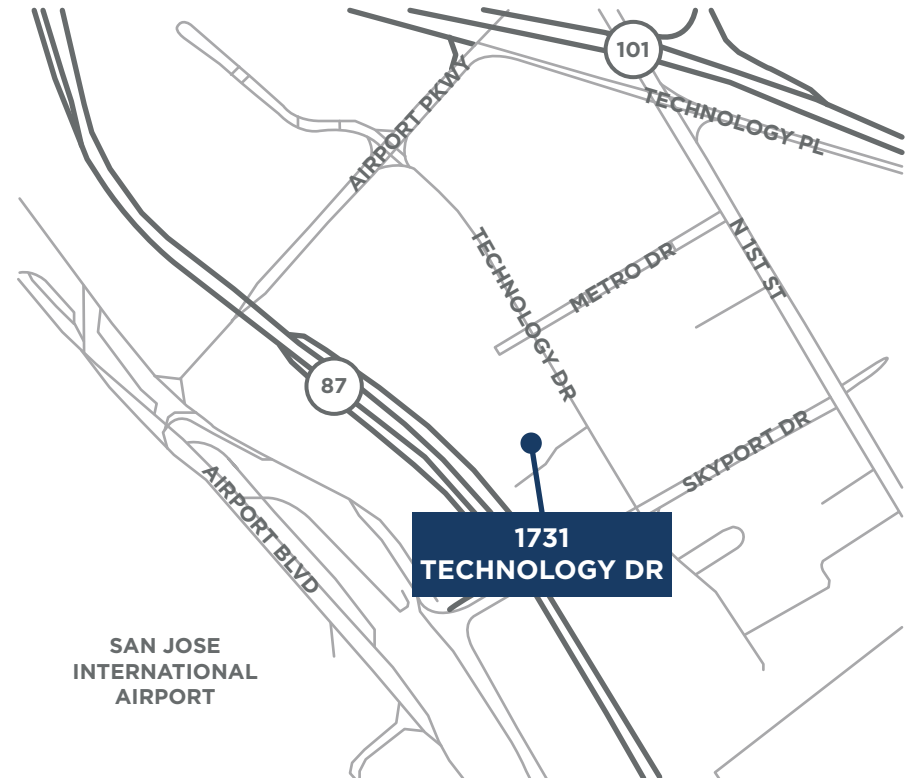 101
TECHNOLOGY PL
AIRPORT PKWY
N 1ST ST
TECHNOLOGY DR
METRO DR
87
SKYPORT DR
AIRPORT BLVD
1731
TECHNOLOGY DR
SAN JOSE
INTERNATIONAL
AIRPORT